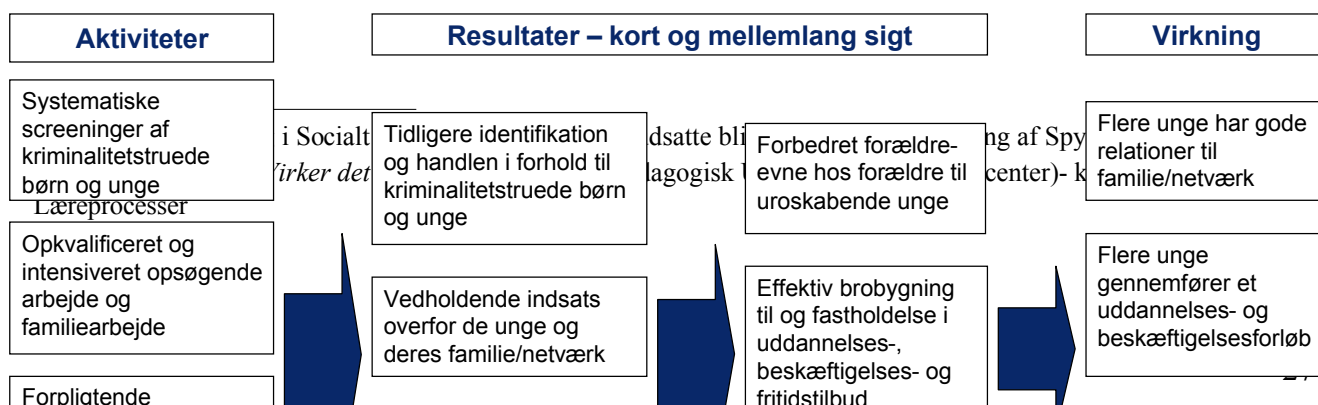 Aktiviteter
Resultater – kort og mellemlang sigt
Virkning
Systematiske
screeninger af
kriminalitetstruede
børn og unge
i Socialt
Virker det
Læreprocesser
Tidligere identifikation
og handlen i forhold til
kriminalitetstruede børn
og unge
Forbedret forældre-
evne hos forældre til
uroskabende unge
ng af Spy
center)- k
Flere unge har gode
relationer til
familie/netværk
Opkvalificeret og
intensiveret opsøgende
arbejde og
familiearbejde
Vedholdende indsats
overfor de unge og
deres familie/netværk
Effektiv brobygning
til og fastholdelse i
uddannelses-,
beskæftigelses- og
fritidstilbud
Flere unge
gennemfører et
uddannelses- og
beskæftigelsesforløb
Forpligtende